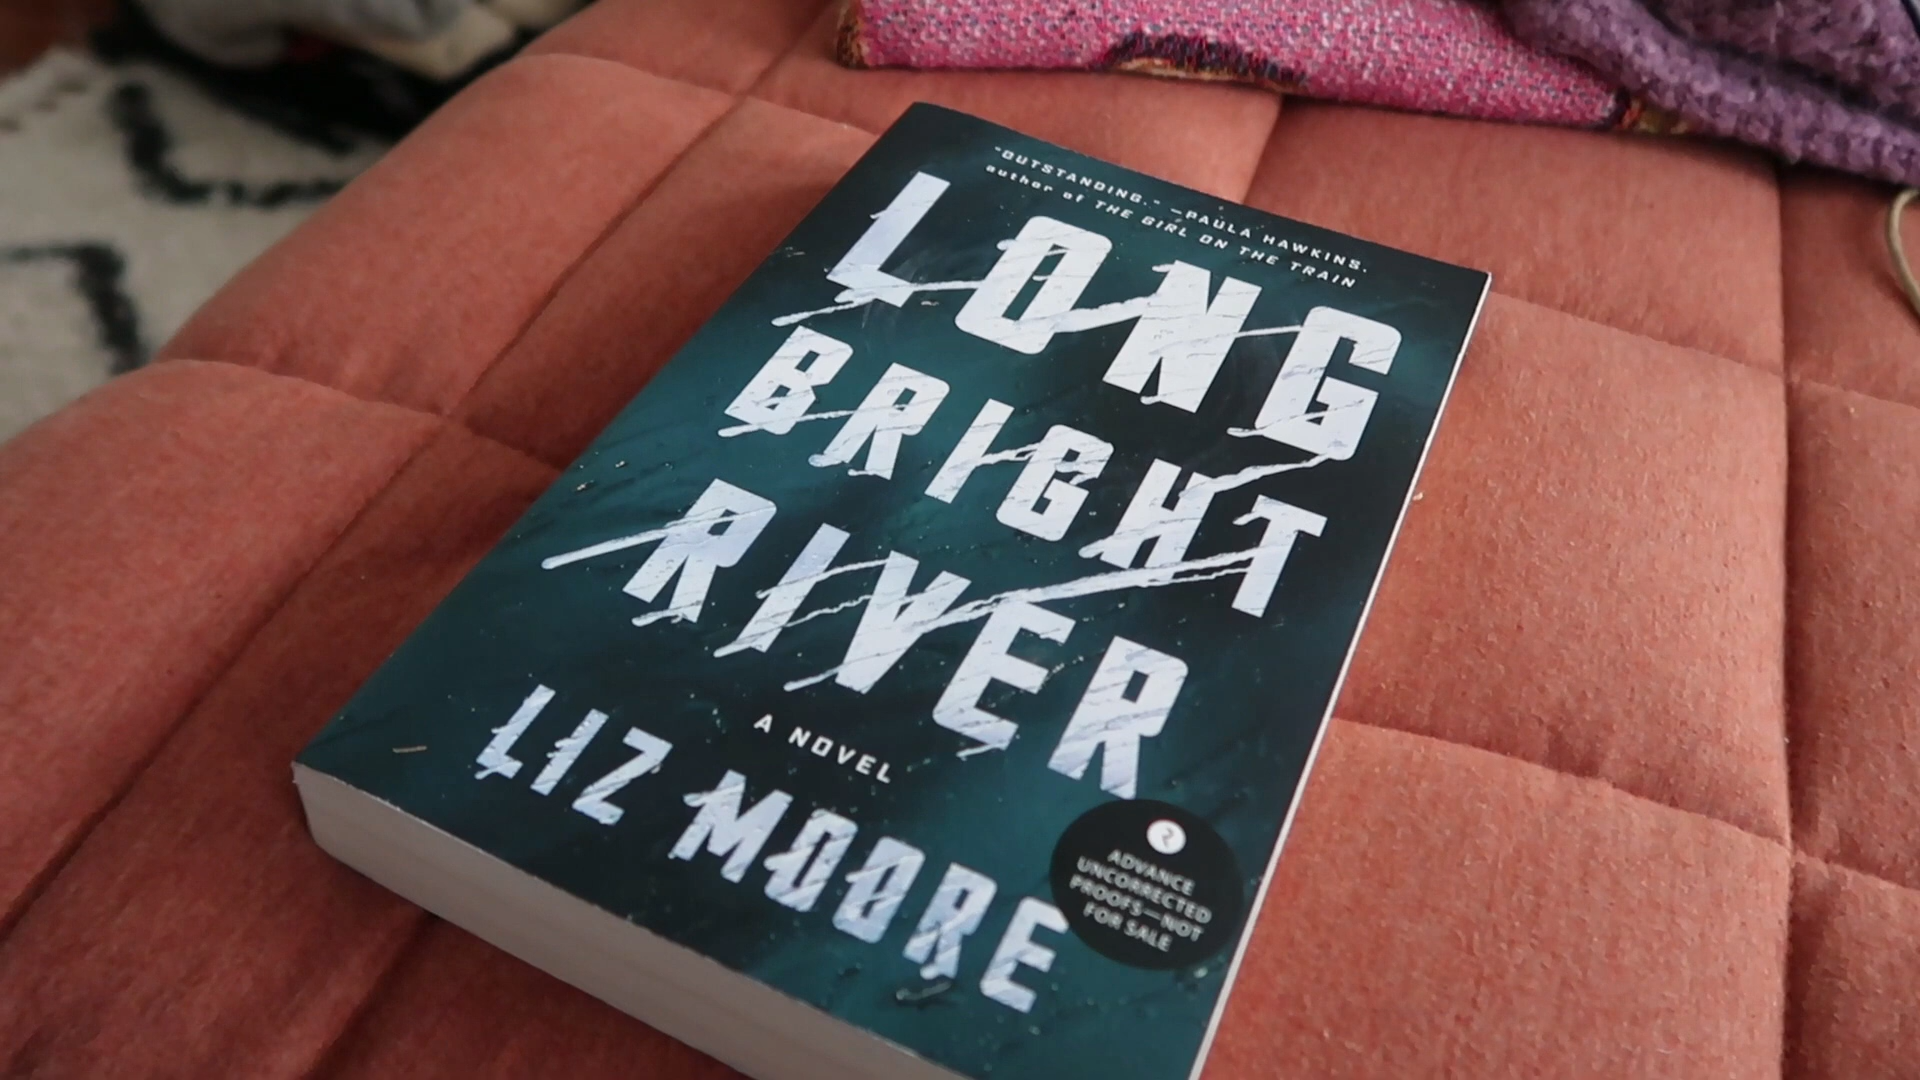 "OUTSTANDING." —PAULA HAWKINS,
author of THE GIRL ON THE TRAIN
LONG
BRIGHT
RIVER
A NOVEL
LIZ MOORE
ADVANCE
UNCORRECTED
PROOFS—NOT
FOR SALE